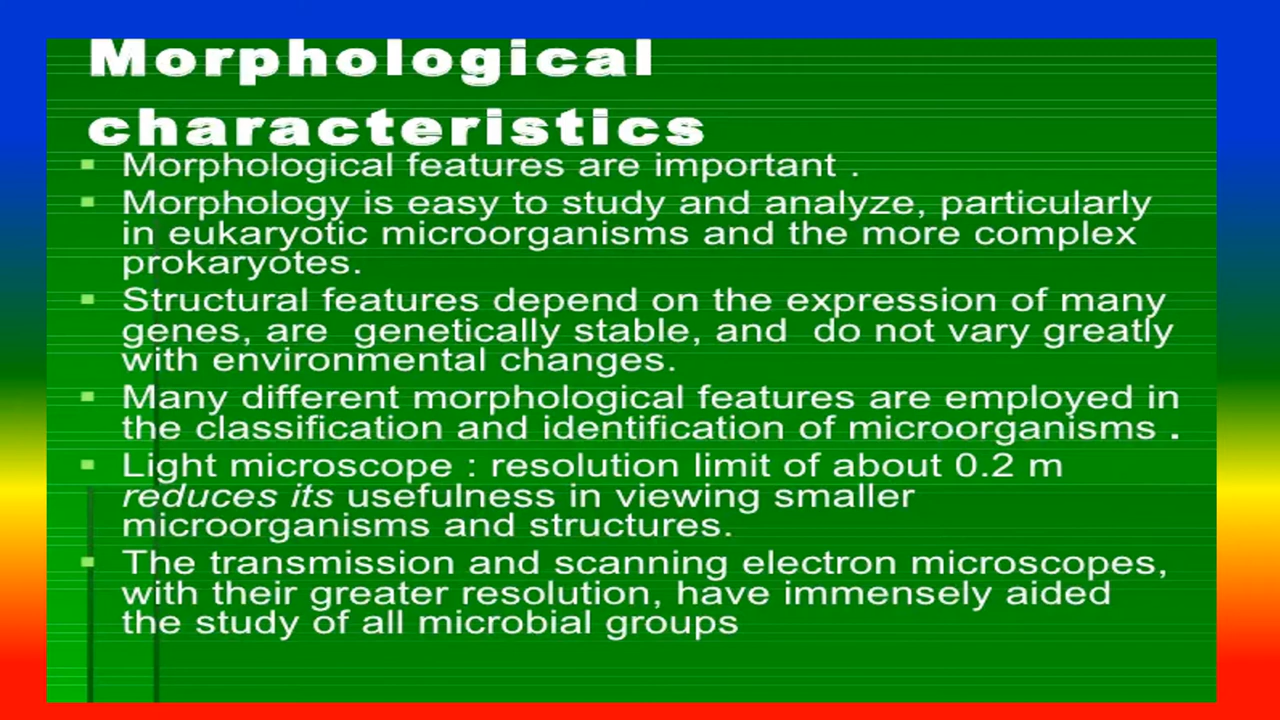 Morphological
characteristics
Morphological features are important .
Morphology is easy to study and analyze, particularly
in eukaryotic microorganisms and the more complex
prokaryotes.
Structural features depend on the expression of many
genes, are genetically stable, and do not vary greatly
with environmental changes.
Many different morphological features are employed in
the classification and identification of microorganisms .
Light microscope : resolution limit of about 0.2 m
reduces its usefulness in viewing smaller
microorganisms and structures.
The transmission and scanning electron microscopes,
with their greater resolution, have immensely aided
the study of all microbial groups